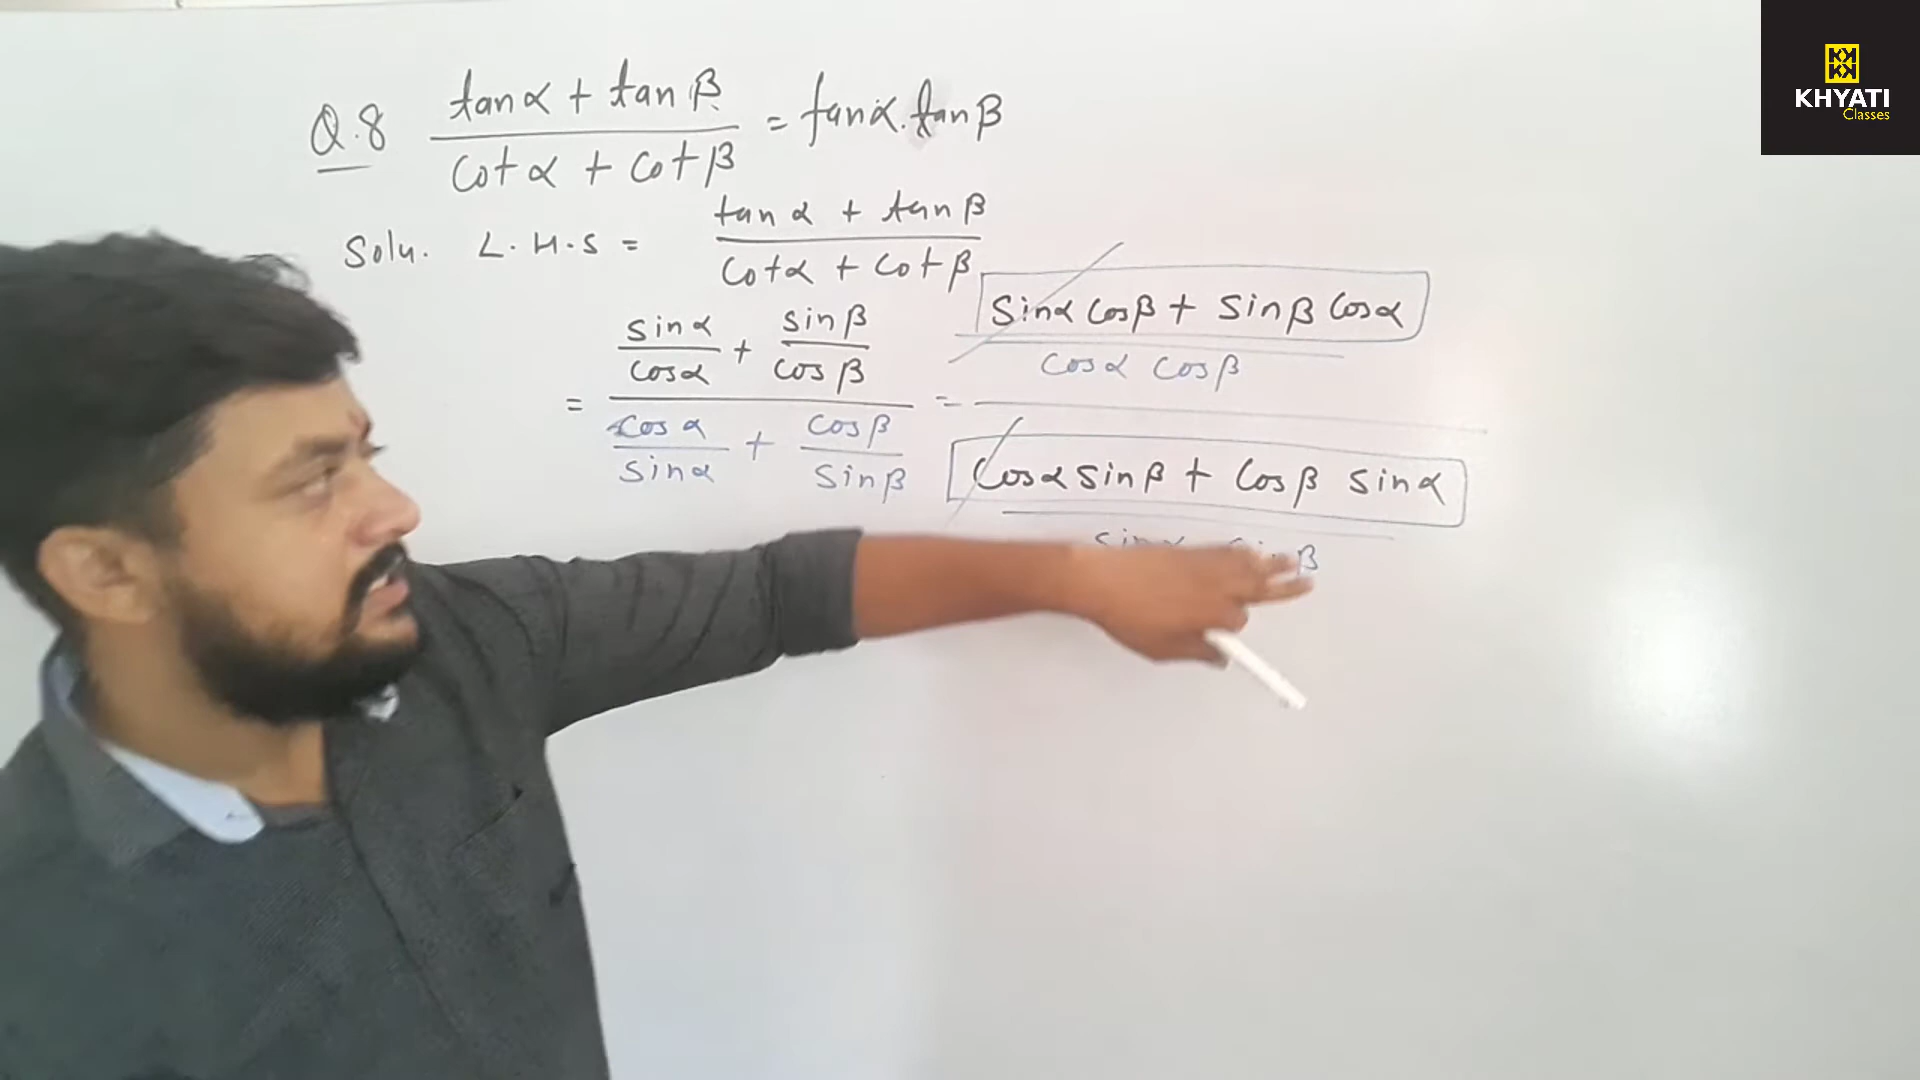 KHYATI
Classes
Q.8 tanα + tanβ / cotα + cotβ = tanα.tanβ
Solu. L.H.S = tanα + tanβ / cotα + cotβ
= sinα/cosα + sinβ/cosβ / cosα/sinα + cosβ/sinβ = sinα cosβ + sinβ cosα / cosα cosβ / cosα sinβ + cosβ sinα / β